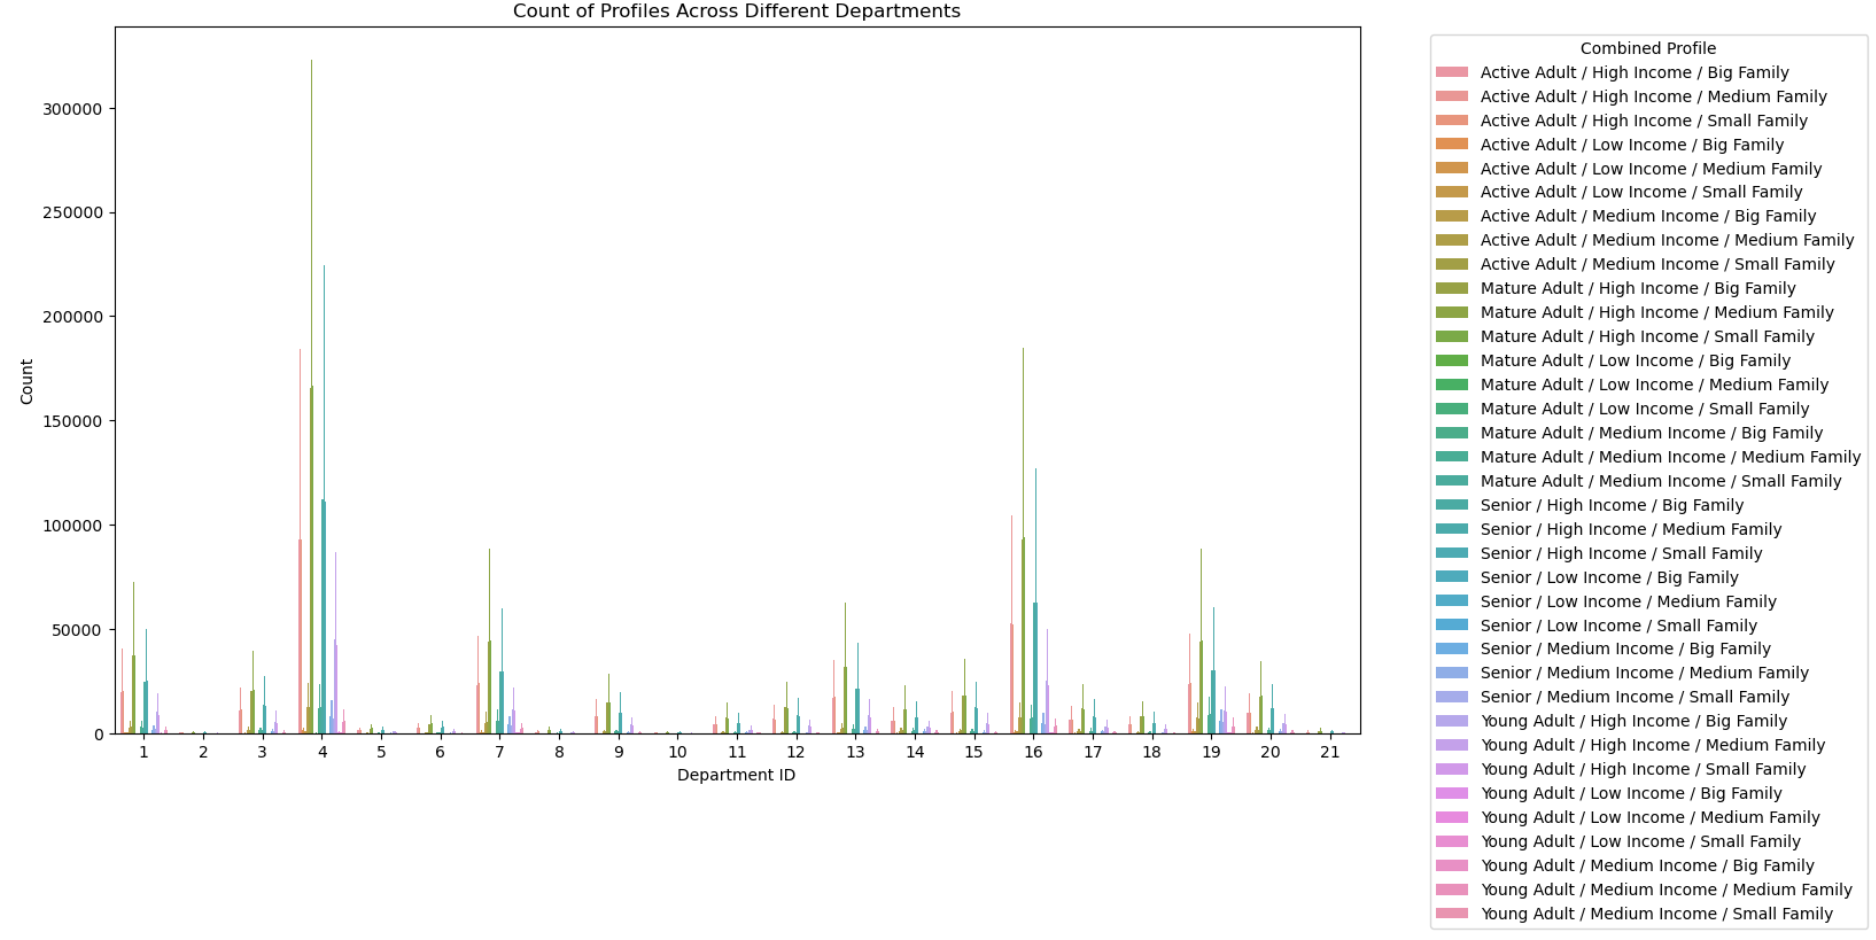 Count of Profiles Across Different Departments
300000
250000
200000
150000
100000
50000
0
Count
1 2 3 4 5 6 7 8 9 10 11 12 13 14 15 16 17 18 19 20 21
Department ID
Combined Profile
Active Adult / High Income / Big Family
Active Adult / High Income / Medium Family
Active Adult / High Income / Small Family
Active Adult / Low Income / Big Family
Active Adult / Low Income / Medium Family
Active Adult / Low Income / Small Family
Active Adult / Medium Income / Big Family
Active Adult / Medium Income / Medium Family
Active Adult / Medium Income / Small Family
Mature Adult / High Income / Big Family
Mature Adult / High Income / Medium Family
Mature Adult / High Income / Small Family
Mature Adult / Low Income / Big Family
Mature Adult / Low Income / Medium Family
Mature Adult / Low Income / Small Family
Mature Adult / Medium Income / Big Family
Mature Adult / Medium Income / Medium Family
Mature Adult / Medium Income / Small Family
Senior / High Income / Big Family
Senior / High Income / Medium Family
Senior / High Income / Small Family
Senior / Low Income / Big Family
Senior / Low Income / Medium Family
Senior / Low Income / Small Family
Senior / Medium Income / Big Family
Senior / Medium Income / Medium Family
Senior / Medium Income / Small Family
Young Adult / High Income / Big Family
Young Adult / High Income / Medium Family
Young Adult / High Income / Small Family
Young Adult / Low Income / Big Family
Young Adult / Low Income / Medium Family
Young Adult / Low Income / Small Family
Young Adult / Medium Income / Big Family
Young Adult / Medium Income / Medium Family
Young Adult / Medium Income / Small Family